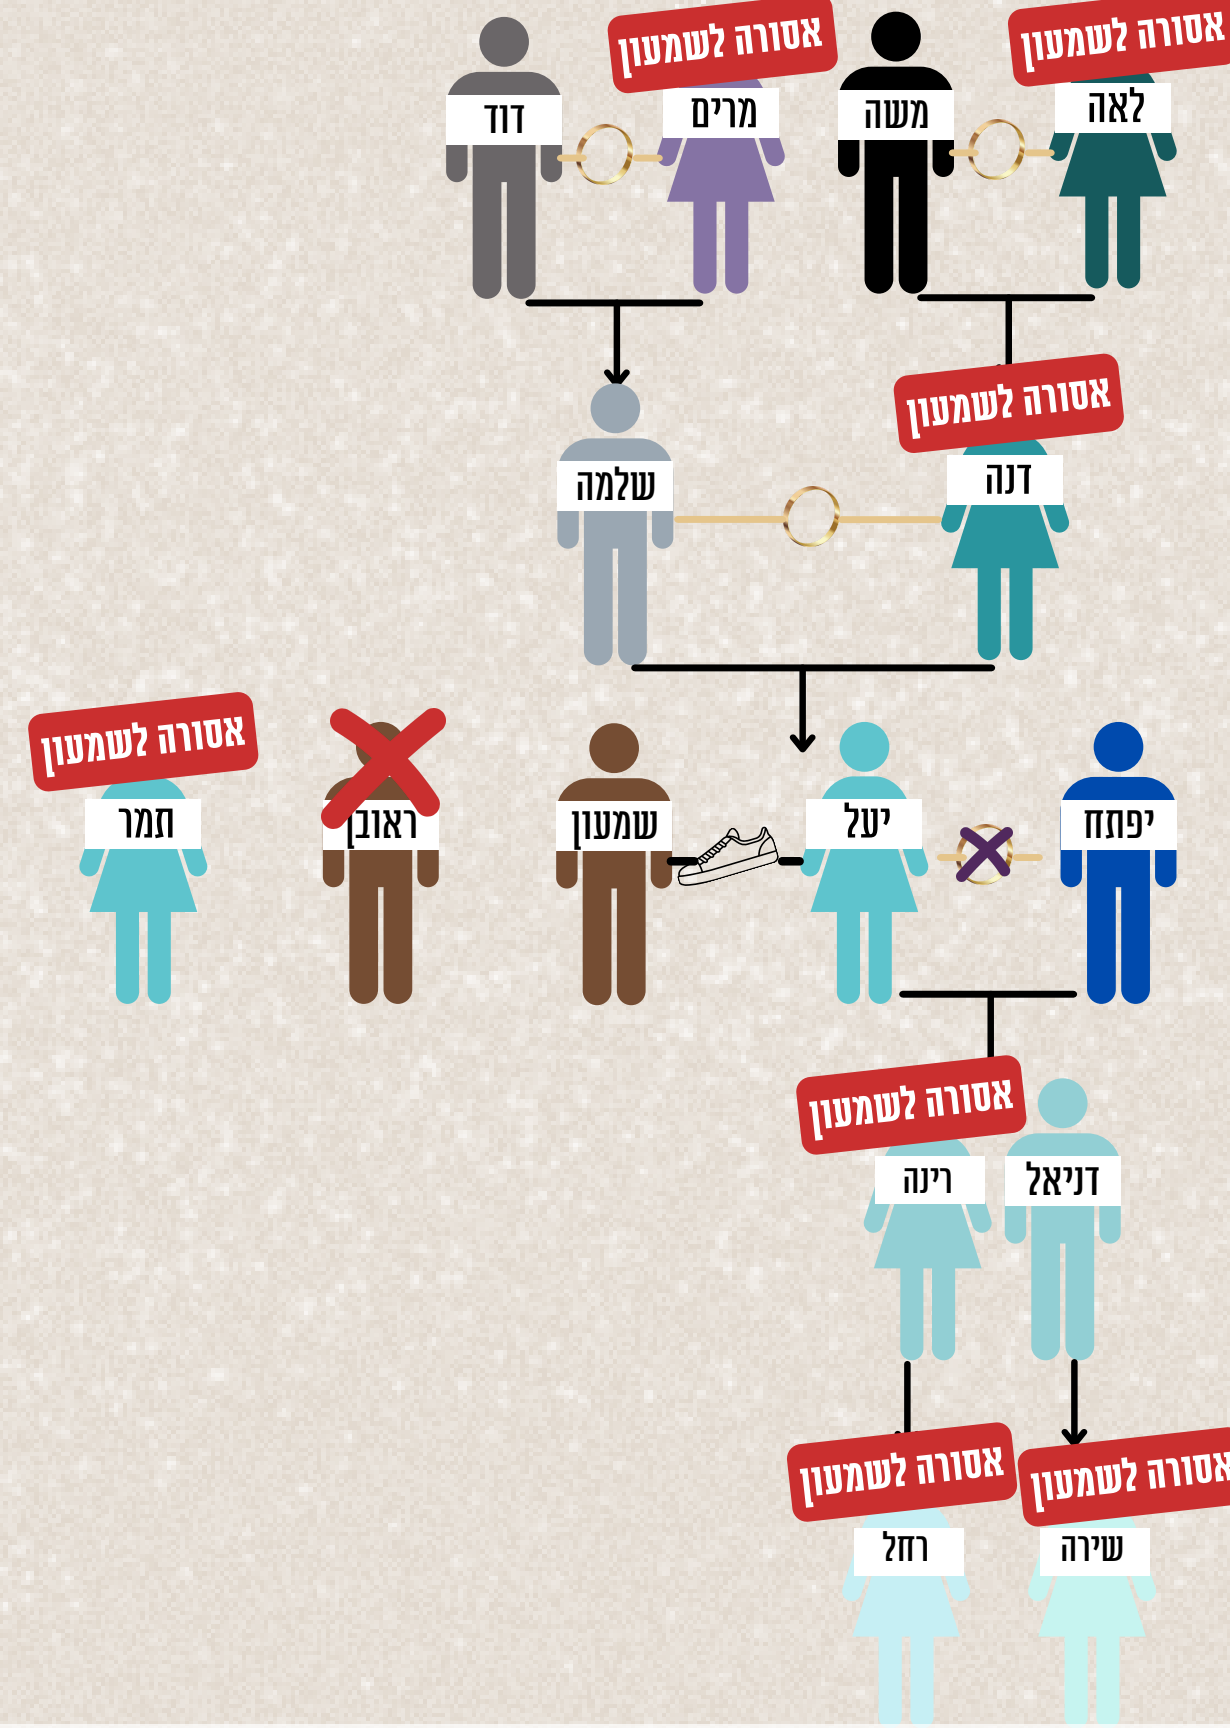 אסורה לשמעון
אסורה לשמעון
לאה
משה
מרים
דוד
אסורה לשמעון
דנה
שלמה
אסורה לשמעון
יפתח
יעל
שמעון
ראובן
תמר
אסורה לשמעון
דניאל
רינה
אסורה לשמעון
אסורה לשמעון
שירה
רחל